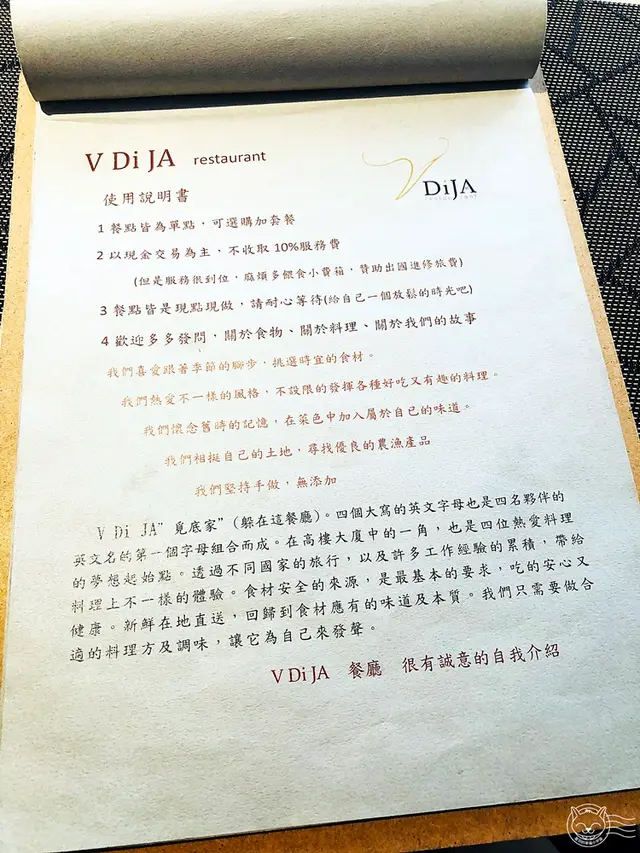 V Di JA restaurant
V DiJA
使用說明書
1 餐點皆為單點，可選購加套餐
2 以現金交易為主，不收取 10%服務費
(但是服務很到位，麻煩多餵食小費箱，贊助出國進修旅費)
3 餐點皆是現點現做，請耐心等待(給自己一個放鬆的時光吧)
4 歡迎多多發問，關於食物、關於料理、關於我們的故事
我們喜愛跟著季節的腳步，挑選時宜的食材。
我們熱愛不一樣的風格，不設限的發揮各種好吃又有趣的料理。
我們懷念舊時的記憶，在菜色中加入屬於自己的味道。
我們相挺自己的土地，尋找優良的農漁產品
我們堅持手做，無添加
V Di JA" 覓底家" (躲在這餐廳)。四個大寫的英文字母也是四名夥伴的
英文名的第一個字母組合而成。在高樓大廈中的一角，也是四位熱愛料理
的夢想起始點。透過不同國家的旅行，以及許多工作經驗的累積，帶給
料理上不一樣的體驗。食材安全的來源，是最基本的要求，吃的安心又
健康。新鮮在地直送，回歸到食材應有的味道及本質。我們只需要做合
適的料理方及調味，讓它為自己來發聲。
V Di JA 餐廳 很有誠意的自我介紹